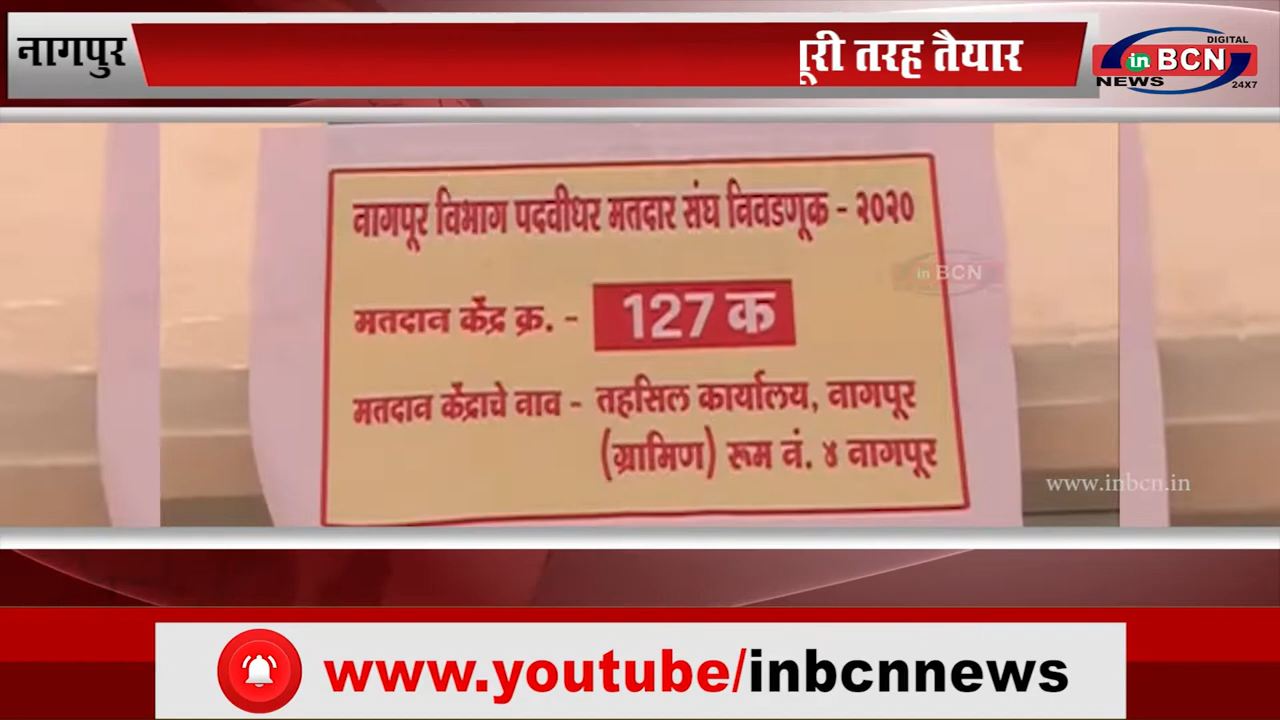 नागपुर
ूरी तरह तैयार
DIGITAL
in BCN
NEWS
24X7
नागपूर विभाग पदवीधर मतदार संघ निवडणूक - २०२०
in BCN
मतदान केंद्र क्र. - 127 क
मतदान केंद्राचे नाव - तहसिल कार्यालय, नागपूर
(ग्रामिण) रूम नं. ४ नागपूर
www.inbcn.in
www.youtube/inbcnnews